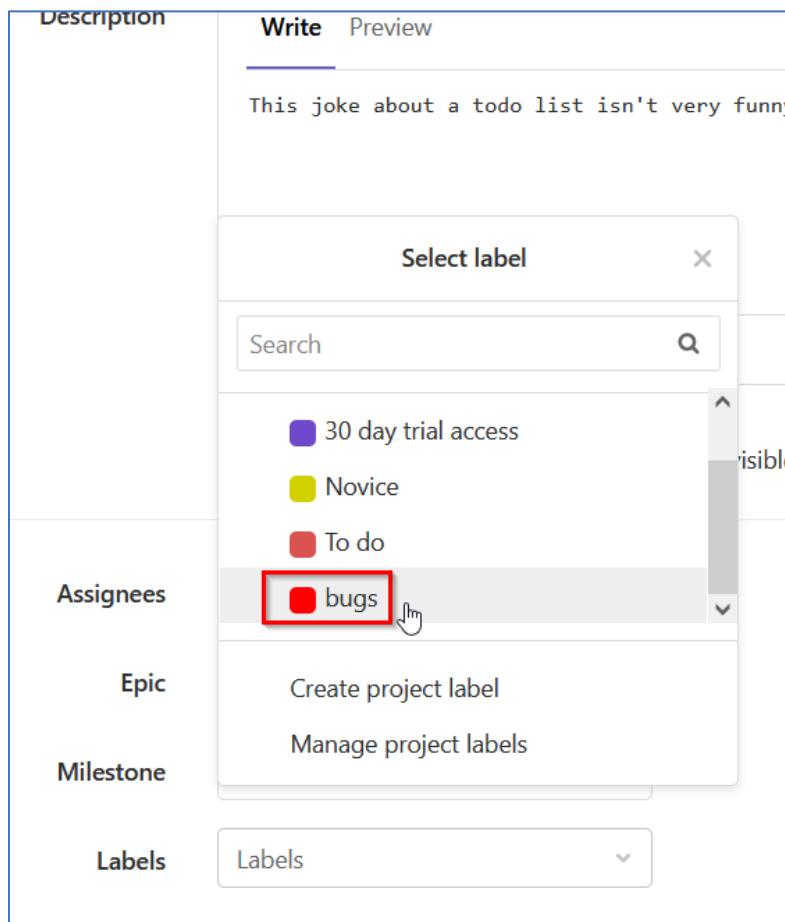 Description
Write Preview
This joke about a todo list isn't very funny
Select label
Search
30 day trial access
Novice
To do
bugs
Assignees
Create project label
Epic
Manage project labels
Milestone
Labels
Labels